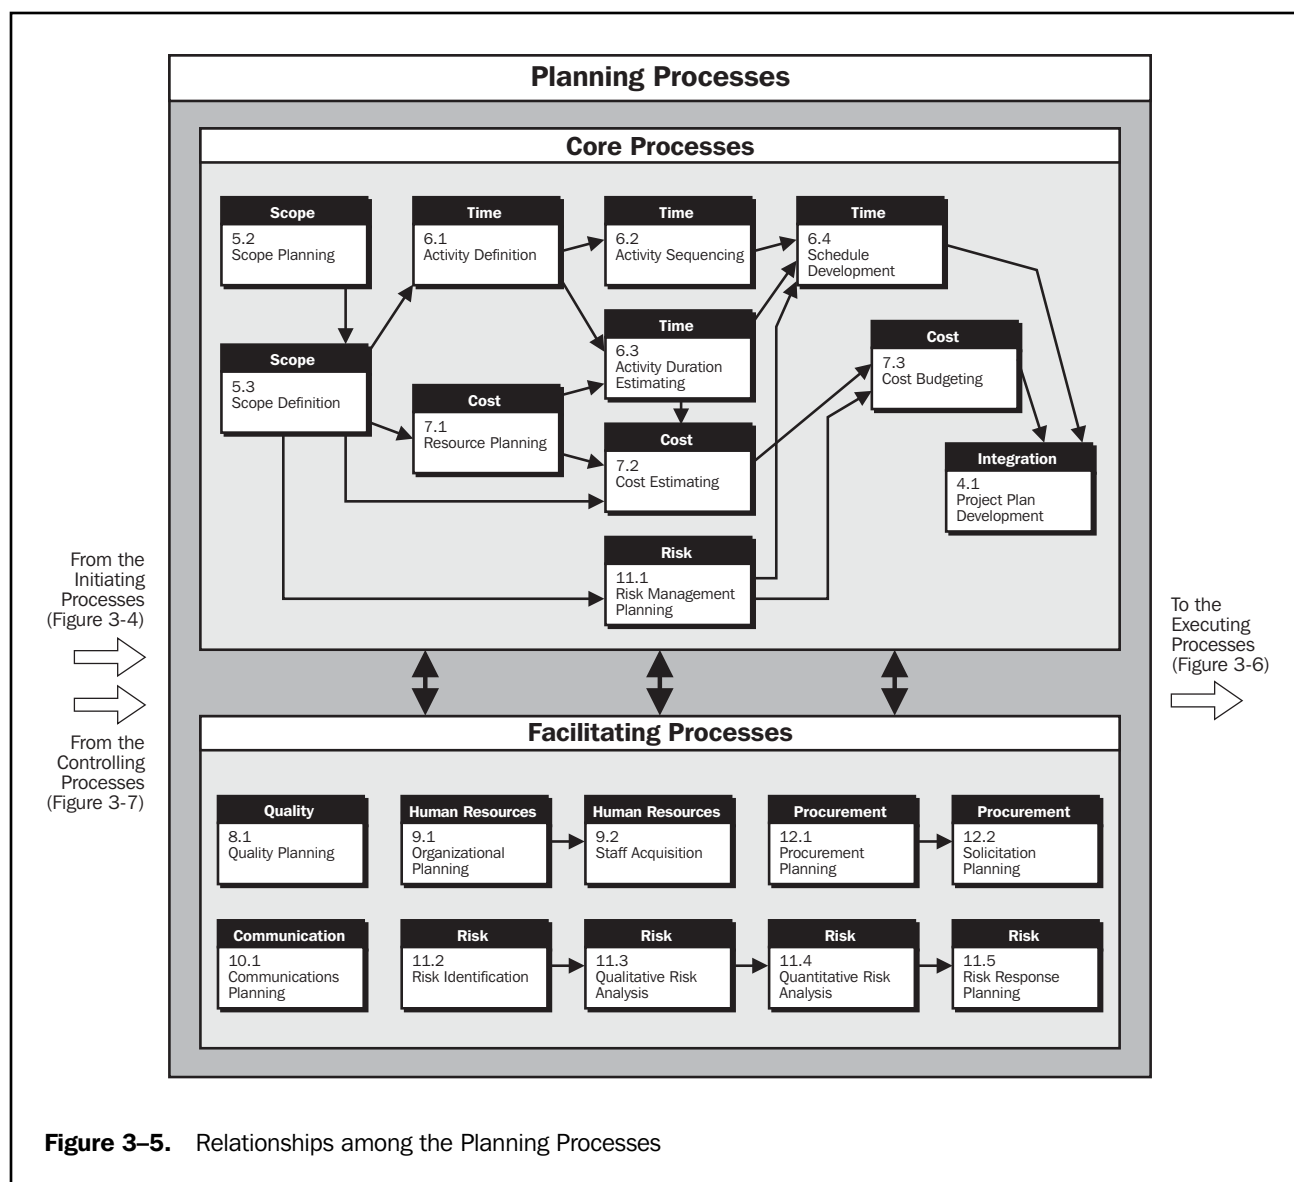 Planning Processes
Core Processes
Scope
5.2
Scope Planning
Time
6.1
Activity Definition
Time
6.2
Activity Sequencing
Time
6.4
Schedule
Development
Time
6.3
Activity Duration
Estimating
Cost
7.3
Cost Budgeting
Scope
5.3
Scope Definition
Cost
7.1
Resource Planning
Cost
7.2
Cost Estimating
Integration
4.1
Project Plan
Development
Risk
11.1
Risk Management
Planning
From the
Initiating
Processes
(Figure 3-4)
From the
Controlling
Processes
(Figure 3-7)
To the
Executing
Processes
(Figure 3-6)
Facilitating Processes
Quality
8.1
Quality Planning
Human Resources
9.1
Organizational
Planning
Human Resources
9.2
Staff Acquisition
Procurement
12.1
Procurement
Planning
Procurement
12.2
Solicitation
Planning
Communication
10.1
Communications
Planning
Risk
11.2
Risk Identification
Risk
11.3
Qualitative Risk
Analysis
Risk
11.4
Quantitative Risk
Analysis
Risk
11.5
Risk Response
Planning
Figure 3–5. Relationships among the Planning Processes